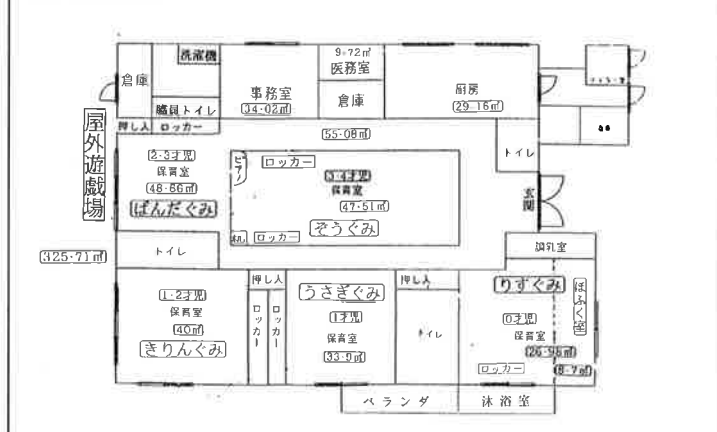 洗濯機
倉庫
職員トイレ
事務室
34・02㎡
9・72㎡
医務室
倉庫
厨房
29・16㎡
押し入
ロッカー
55・08㎡
トイレ
屋外遊戯場
325・71㎡
2・3才児
保育室
48・66㎡
ぱんだぐみ
ピアノ
ロッカー
3・4才児
保育室
47・51㎡
ぞうぐみ
机
ロッカー
玄関
トイレ
調乳室
1・2才児
保育室
40㎡
きりんぐみ
押し入
ロッカー
ロッカー
うさぎぐみ
1才児
保育室
33・9㎡
押し入
トイレ
りすぐみ
0才児
保育室
26・98㎡
ロッカー
ほふく室
8・7㎡
ベランダ
沐浴室